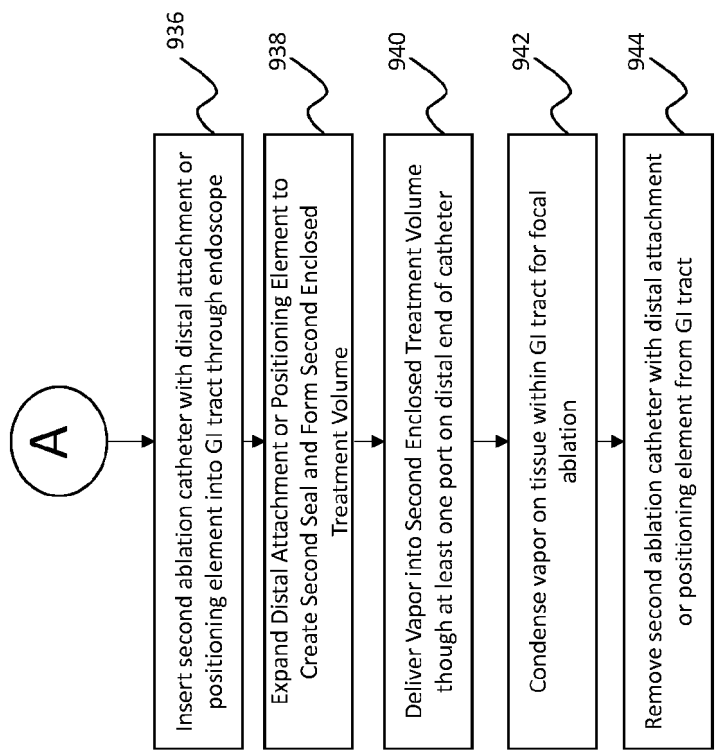 A
Insert second ablation catheter with distal attachment or
positioning element into GI tract through endoscope
936
Expand Distal Attachment or Positioning Element to
Create Second Seal and Form Second Enclosed
Treatment Volume
938
Deliver Vapor into Second Enclosed Treatment Volume
though at least one port on distal end of catheter
940
Condense vapor on tissue within GI tract for focal
ablation
942
Remove second ablation catheter with distal attachment
or positioning element from GI tract
944